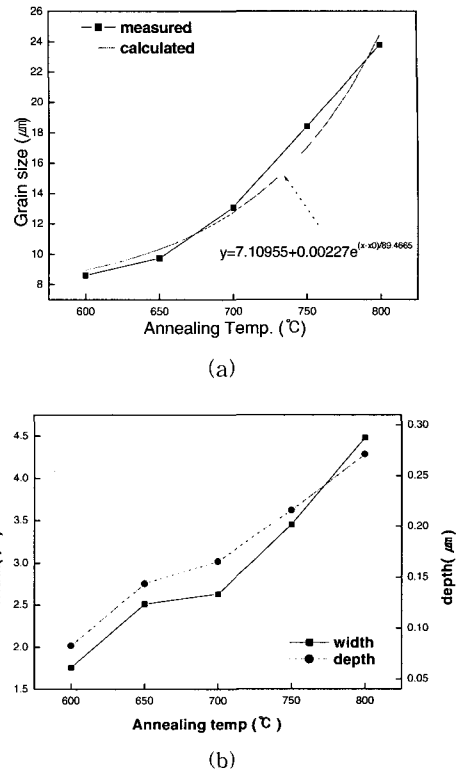 26
24
22
20
18
16
14
12
10
8
Grain size (㎛)
measured
calculated
y=7.10955+0.00227e^(x-x0)/89.4665
600 650 700 750 800
Annealing Temp. (℃)
(a)
4.5
4.0
3.5
3.0
2.5
2.0
1.5
0.30
0.25
0.20
0.15
0.10
0.05
depth( ㎛)
width
depth
600 650 700 750 800
Annealing temp (℃)
(b)